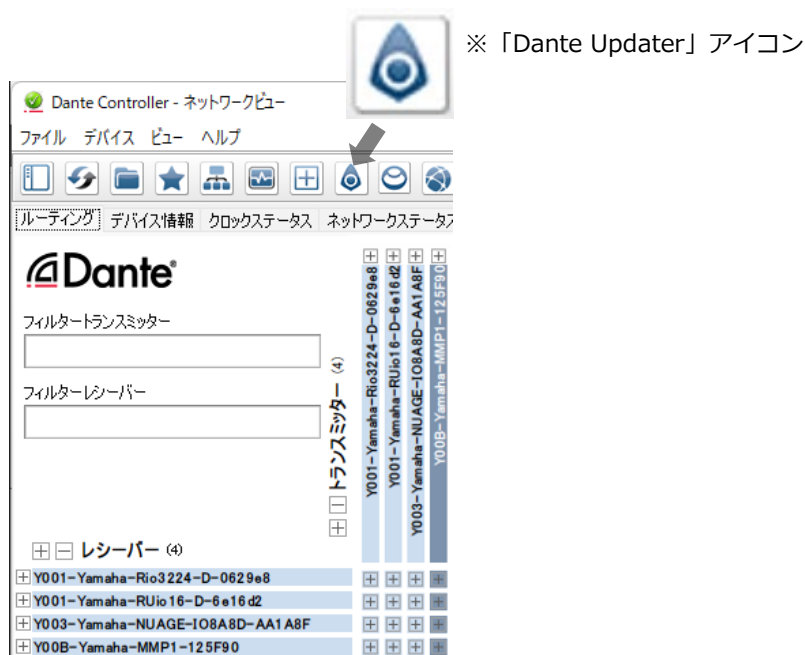 ※「Dante Updater」アイコン
Dante Controller - ネットワークビュー
ファイル デバイス ビュー ヘルプ
ルーティング デバイス情報 クロックステータス ネットワークステータス
Dante
フィルタートランスミッター
フィルターレシーバー
トランスミッター (4)
Y001-Yamaha-Rio3224-D-0629e8
Y001-Yamaha-RUio16-D-6e16d2
Y003-Yamaha-NUAGE-IO8A8D-AA1A8F
Y00B-Yamaha-MMP1-125F90
レシーバー (4)
Y001-Yamaha-Rio3224-D-0629e8
Y001-Yamaha-RUio16-D-6e16d2
Y003-Yamaha-NUAGE-IO8A8D-AA1A8F
Y00B-Yamaha-MMP1-125F90